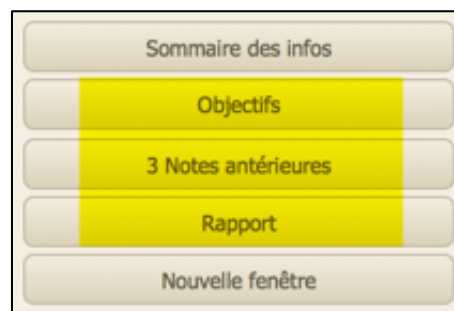 Sommaire des infos
Objectifs
3 Notes antérieures
Rapport
Nouvelle fenêtre